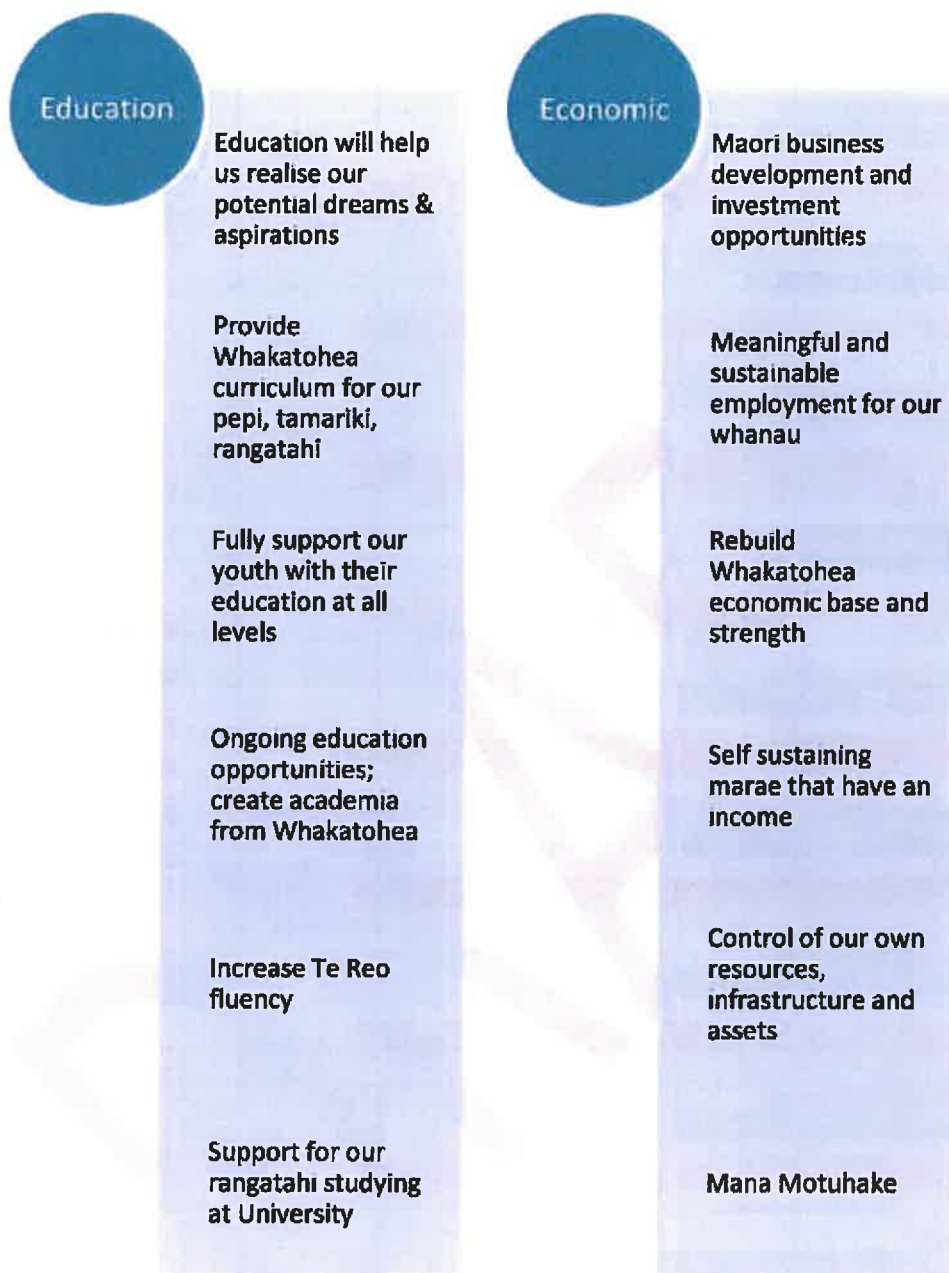 Education
Education will help
us realise our
potential dreams &
aspirations
Provide
Whakatohea
curriculum for our
pepi, tamariki,
rangatahi
Fully support our
youth with their
education at all
levels
Ongoing education
opportunities;
create academia
from Whakatohea
Increase Te Reo
fluency
Support for our
rangatahi studying
at University
Economic
Maori business
development and
investment
opportunities
Meaningful and
sustainable
employment for our
whanau
Rebuild
Whakatohea
economic base and
strength
Self sustaining
marae that have an
income
Control of our own
resources,
infrastructure and
assets
Mana Motuhake